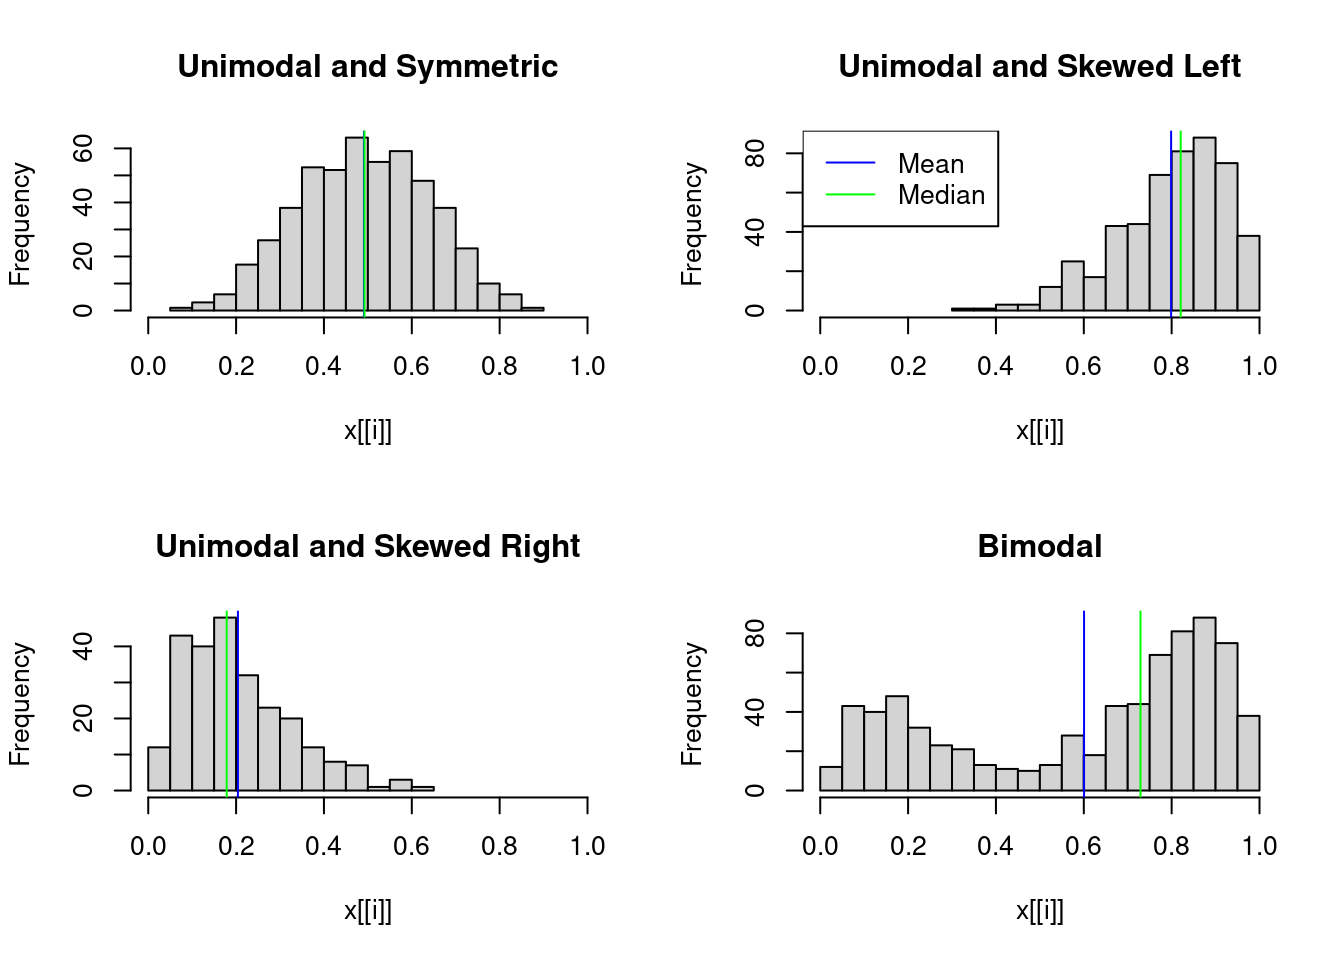 Unimodal and Symmetric
Frequency
0 20 40 60
0.0 0.2 0.4 0.6 0.8 1.0
x[[i]]
Unimodal and Skewed Left
Frequency
0 40 80
Mean
Median
0.0 0.2 0.4 0.6 0.8 1.0
x[[i]]
Unimodal and Skewed Right
Frequency
0 20 40
0.0 0.2 0.4 0.6 0.8 1.0
x[[i]]
Bimodal
Frequency
0 40 80
0.0 0.2 0.4 0.6 0.8 1.0
x[[i]]